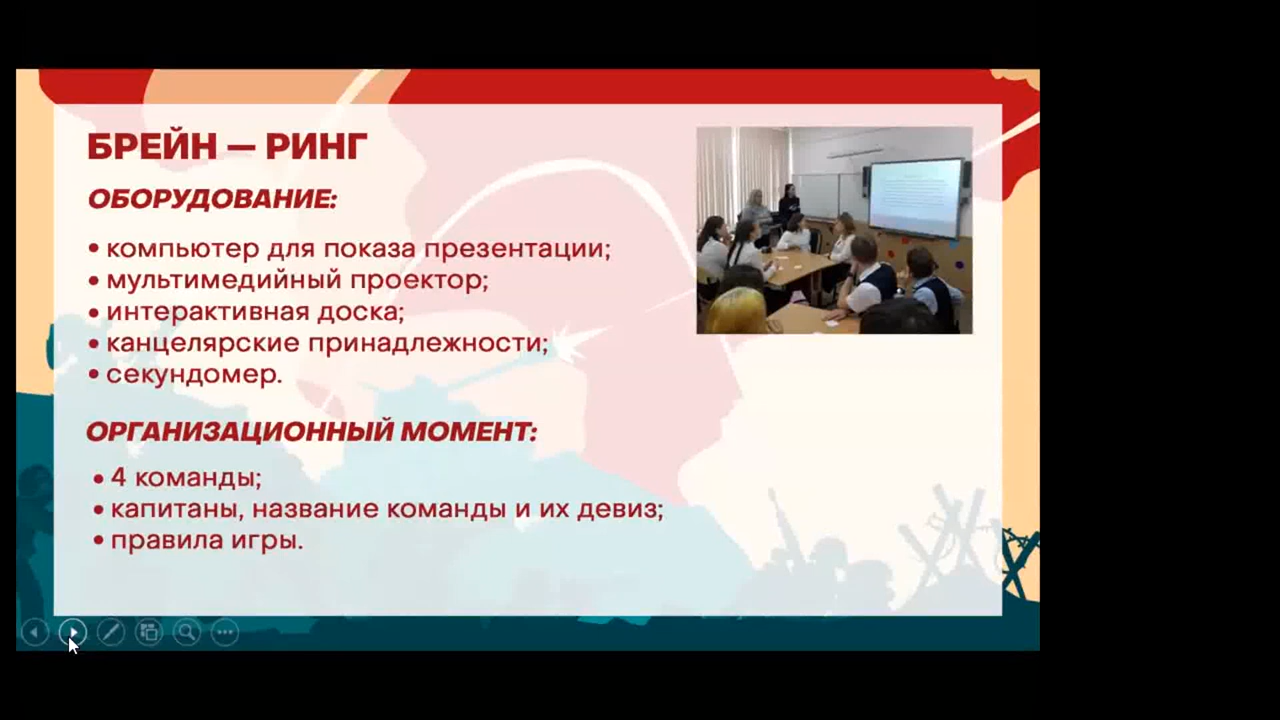 БРЕЙН — РИНГ
ОБОРУДОВАНИЕ:
• компьютер для показа презентации;
• мультимедийный проектор;
• интерактивная доска;
• канцелярские принадлежности;
• секундомер.
ОРГАНИЗАЦИОННЫЙ МОМЕНТ:
• 4 команды;
• капитаны, название команды и их девиз;
• правила игры.